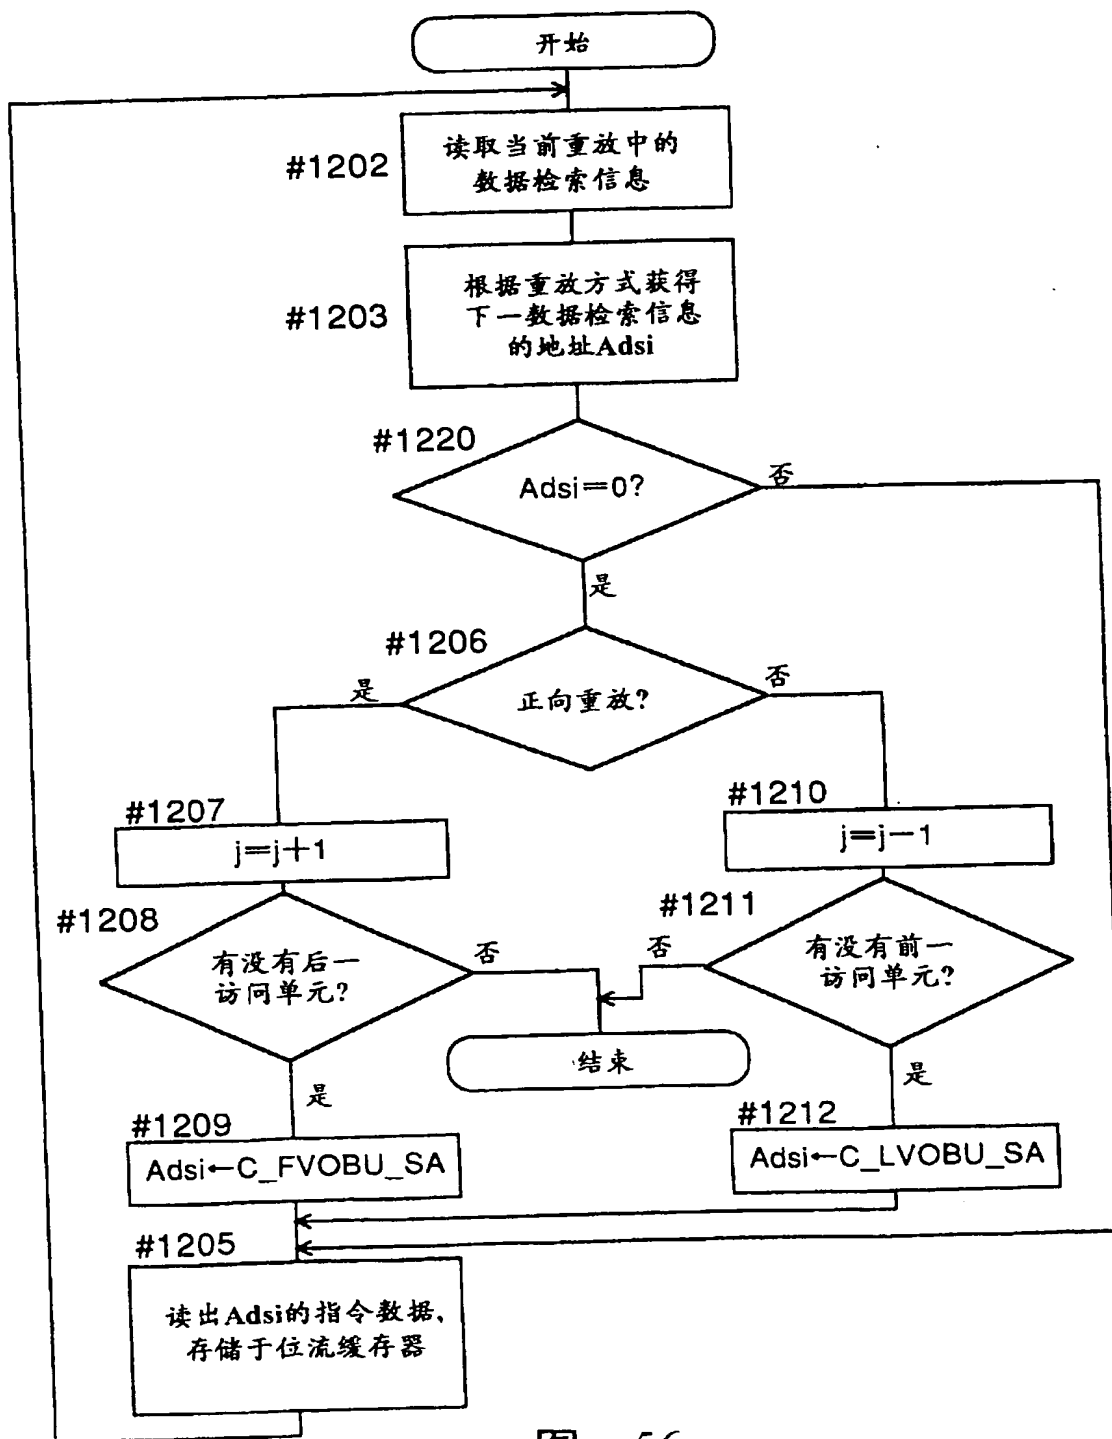 开始
#1202
读取当前重放中的
数据检索信息
#1203
根据重放方式获得
下一数据检索信息
的地址Adsi
#1220
Adsi=0?
否
是
#1206
正向重放?
是
否
#1207
j=j+1
#1210
j=j-1
#1208
有没有后一
访问单元?
否
#1211
有没有前一
访问单元?
否
结束
是
是
#1209
Adsi←C_FVOBU_SA
#1212
Adsi←C_LVOBU_SA
#1205
读出Adsi的指令数据,
存储于位流缓存器